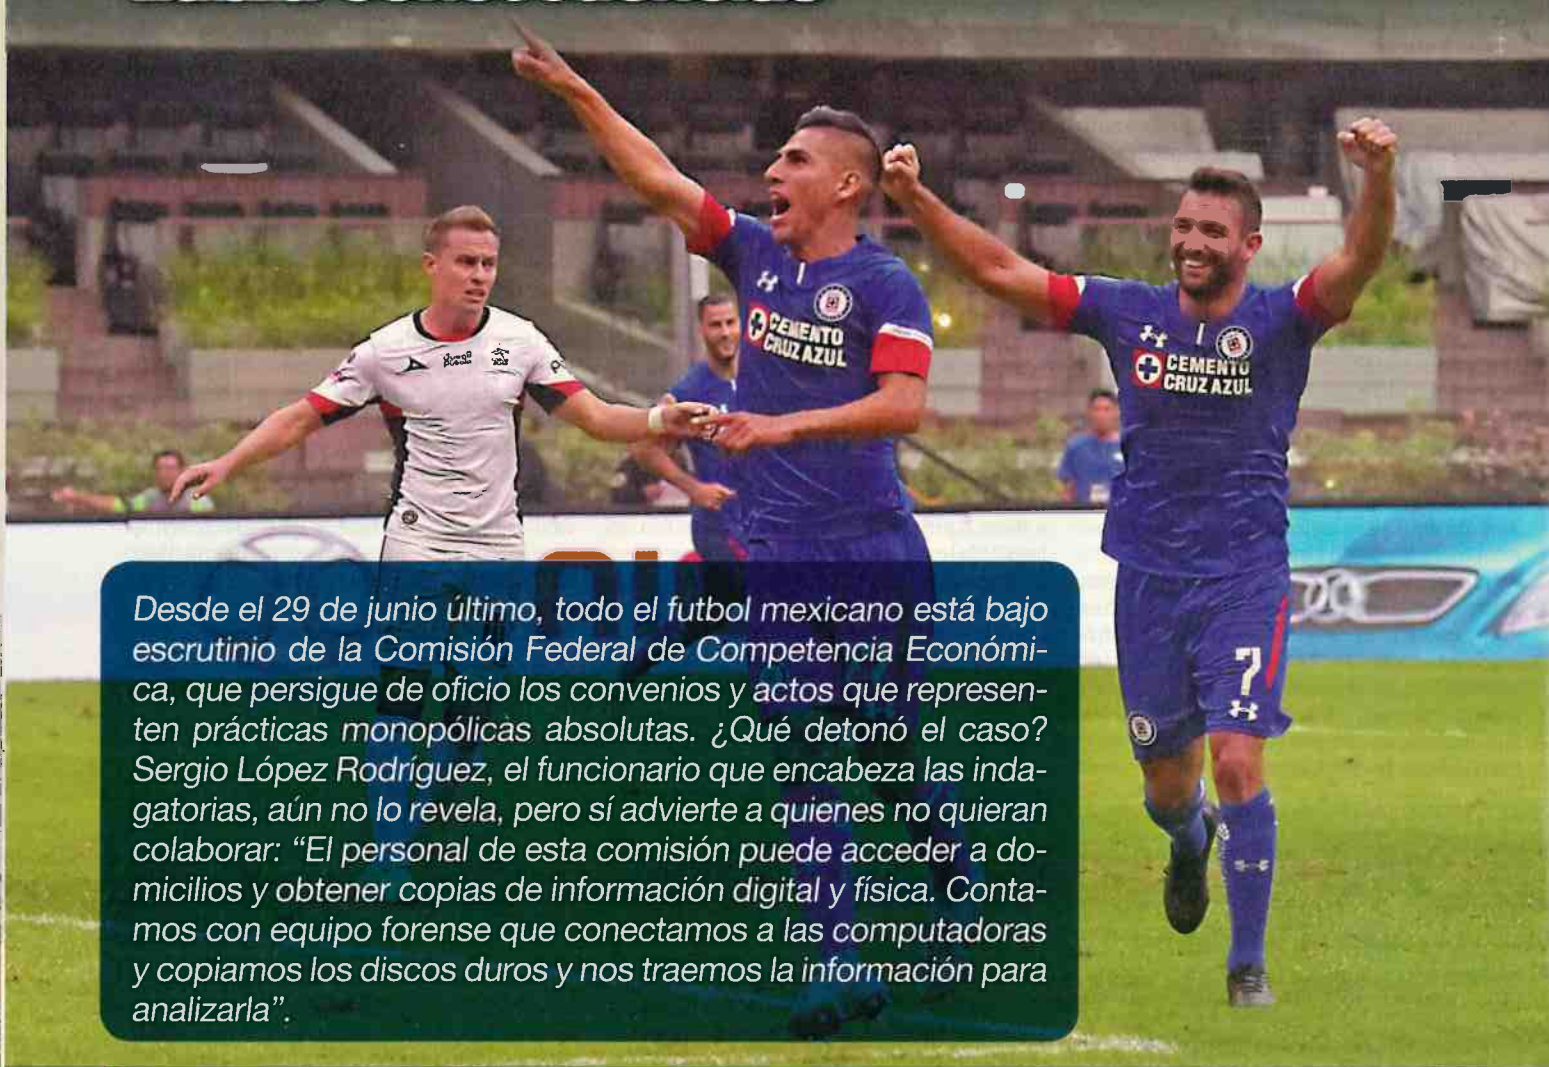 CEMENTO
CRUZ AZUL
CEMENTO
CRUZ AZUL
7
Desde el 29 de junio último, todo el futbol mexicano está bajo
escrutinio de la Comisión Federal de Competencia Económi-
ca, que persigue de oficio los convenios y actos que represen-
ten prácticas monopólicas absolutas. ¿Qué detonó el caso?
Sergio López Rodríguez, el funcionario que encabeza las inda-
gatorias, aún no lo revela, pero sí advierte a quienes no quieran
colaborar: “El personal de esta comisión puede acceder a do-
micilios y obtener copias de información digital y física. Conta-
mos con equipo forense que conectamos a las computadoras
y copiamos los discos duros y nos traemos la información para
analizarla”.